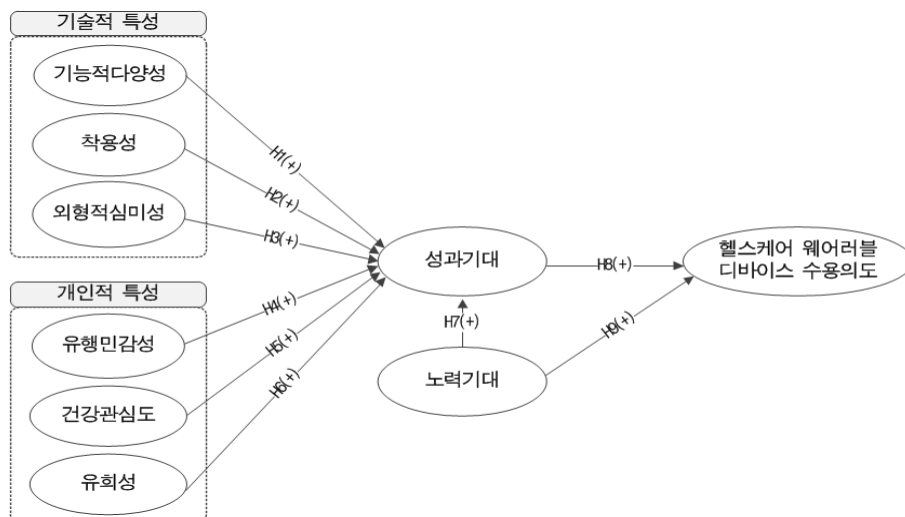 기술적 특성
기능적다양성
착용성
외형적심미성
개인적 특성
유행민감성
건강관심도
유희성
H1(+)
H2(+)
H3(+)
H4(+)
H5(+)
H6(+)
성과기대
H7(+)
노력기대
H8(+)
H9(+)
헬스케어 웨어러블
디바이스 수용의도